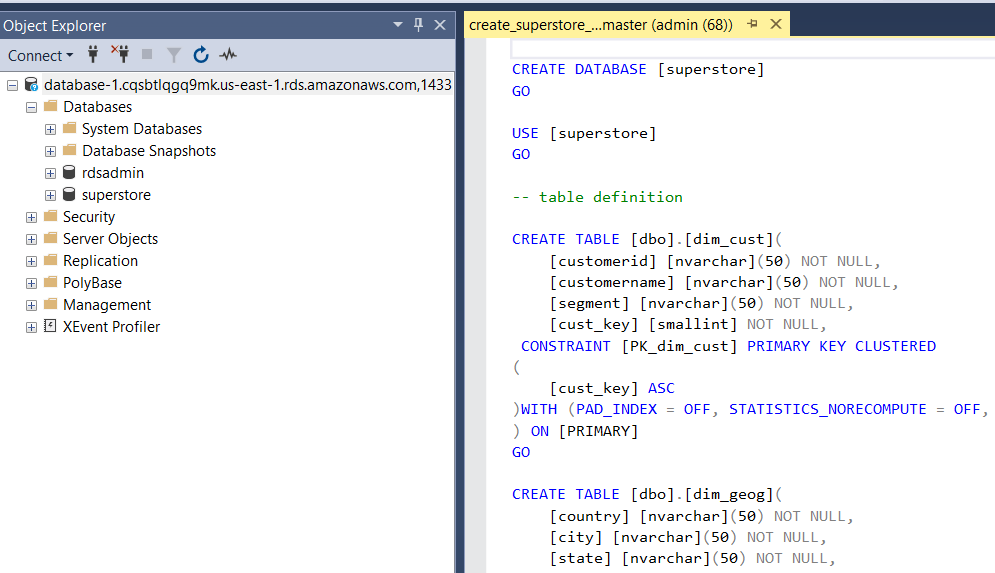 Object Explorer
Connect
database-1.cqsbtlqgq9mk.us-east-1.rds.amazonaws.com,1433
Databases
System Databases
Database Snapshots
rdsadmin
superstore
Security
Server Objects
Replication
PolyBase
Management
XEvent Profiler
create_superstore_...master (admin (68))
CREATE DATABASE [superstore]
GO
USE [superstore]
GO
-- table definition
CREATE TABLE [dbo].[dim_cust](
[customerid] [nvarchar](50) NOT NULL,
[customername] [nvarchar](50) NOT NULL,
[segment] [nvarchar](50) NOT NULL,
[cust_key] [smallint] NOT NULL,
CONSTRAINT [PK_dim_cust] PRIMARY KEY CLUSTERED
(
[cust_key] ASC
)WITH (PAD_INDEX = OFF, STATISTICS_NORECOMPUTE = OFF,
) ON [PRIMARY]
GO
CREATE TABLE [dbo].[dim_geog](
[country] [nvarchar](50) NOT NULL,
[city] [nvarchar](50) NOT NULL,
[state] [nvarchar](50) NOT NULL,